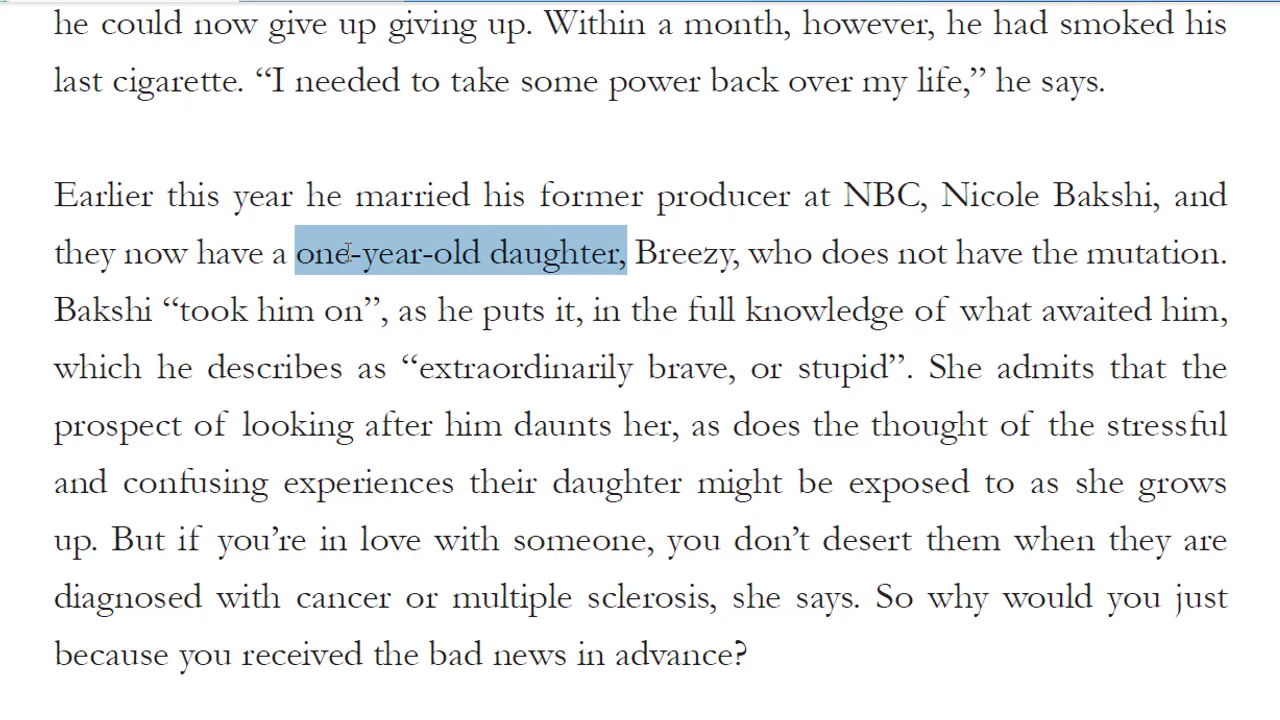 he could now give up giving up. Within a month, however, he had smoked his
last cigarette. “I needed to take some power back over my life,” he says.
Earlier this year he married his former producer at NBC, Nicole Bakshi, and
they now have a one-year-old daughter, Breezy, who does not have the mutation.
Bakshi “took him on”, as he puts it, in the full knowledge of what awaited him,
which he describes as “extraordinarily brave, or stupid”. She admits that the
prospect of looking after him daunts her, as does the thought of the stressful
and confusing experiences their daughter might be exposed to as she grows
up. But if you’re in love with someone, you don’t desert them when they are
diagnosed with cancer or multiple sclerosis, she says. So why would you just
because you received the bad news in advance?